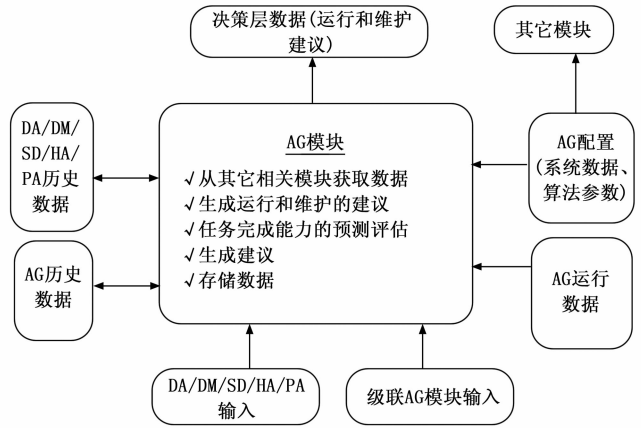 决策层数据(运行和维护
建议)
其它模块
DA/DM/
SD/HA/
PA历史
数据
AG模块
√从其它相关模块获取数据
√生成运行和维护的建议
√任务完成能力的预测评估
√生成建议
√存储数据
AG配置
(系统数据、
算法参数)
AG历史
数据
AG运行
数据
DA/DM/SD/HA/PA
输入
级联AG模块输入